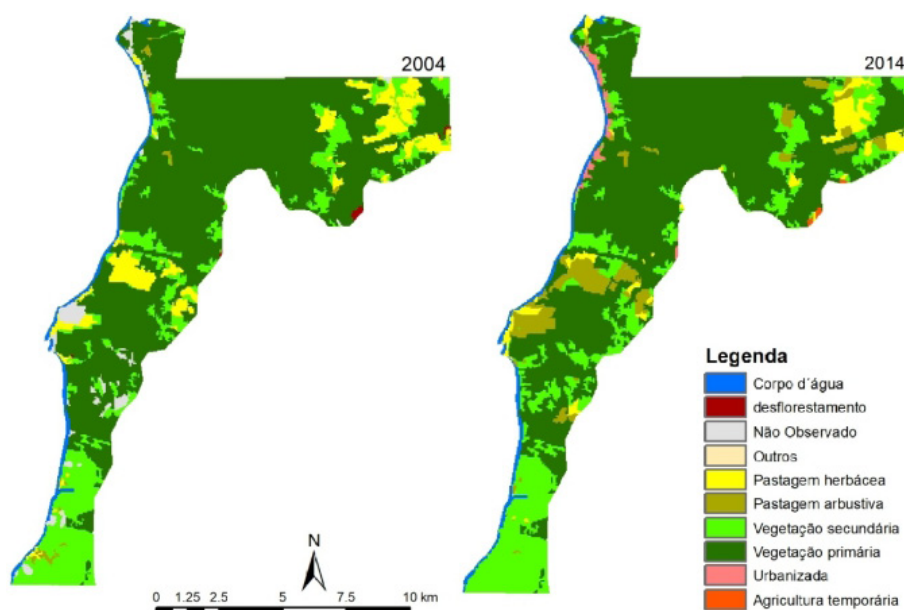 2004
2014
Legenda
Corpo d´água
desflorestamento
Não Observado
Outros
Pastagem herbácea
Pastagem arbustiva
Vegetação secundária
Vegetação primária
Urbanizada
Agricultura temporária
N
0 1.25 2.5 5 7.5 10 km